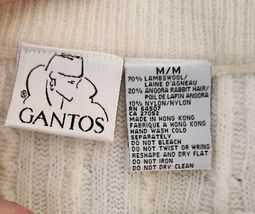 ®
GANTOS
M/M
70% LAMBSWOOL/
LAINE D'AGNEAU
20% ANGORA RABBIT HAIR/
POIL DE LAPIN ANGORA
10% NYLON/NYLON
RN 64507
CA 27052
MADE IN HONG KONG
FABRIQUE A HONG KONG
HAND WASH COLD
SEPARATELY
DO NOT BLEACH
DO NOT TWIST OR WRING
RESHAPE AND DRY FLAT
DO NOT IRON
DO NOT DRY CLEAN